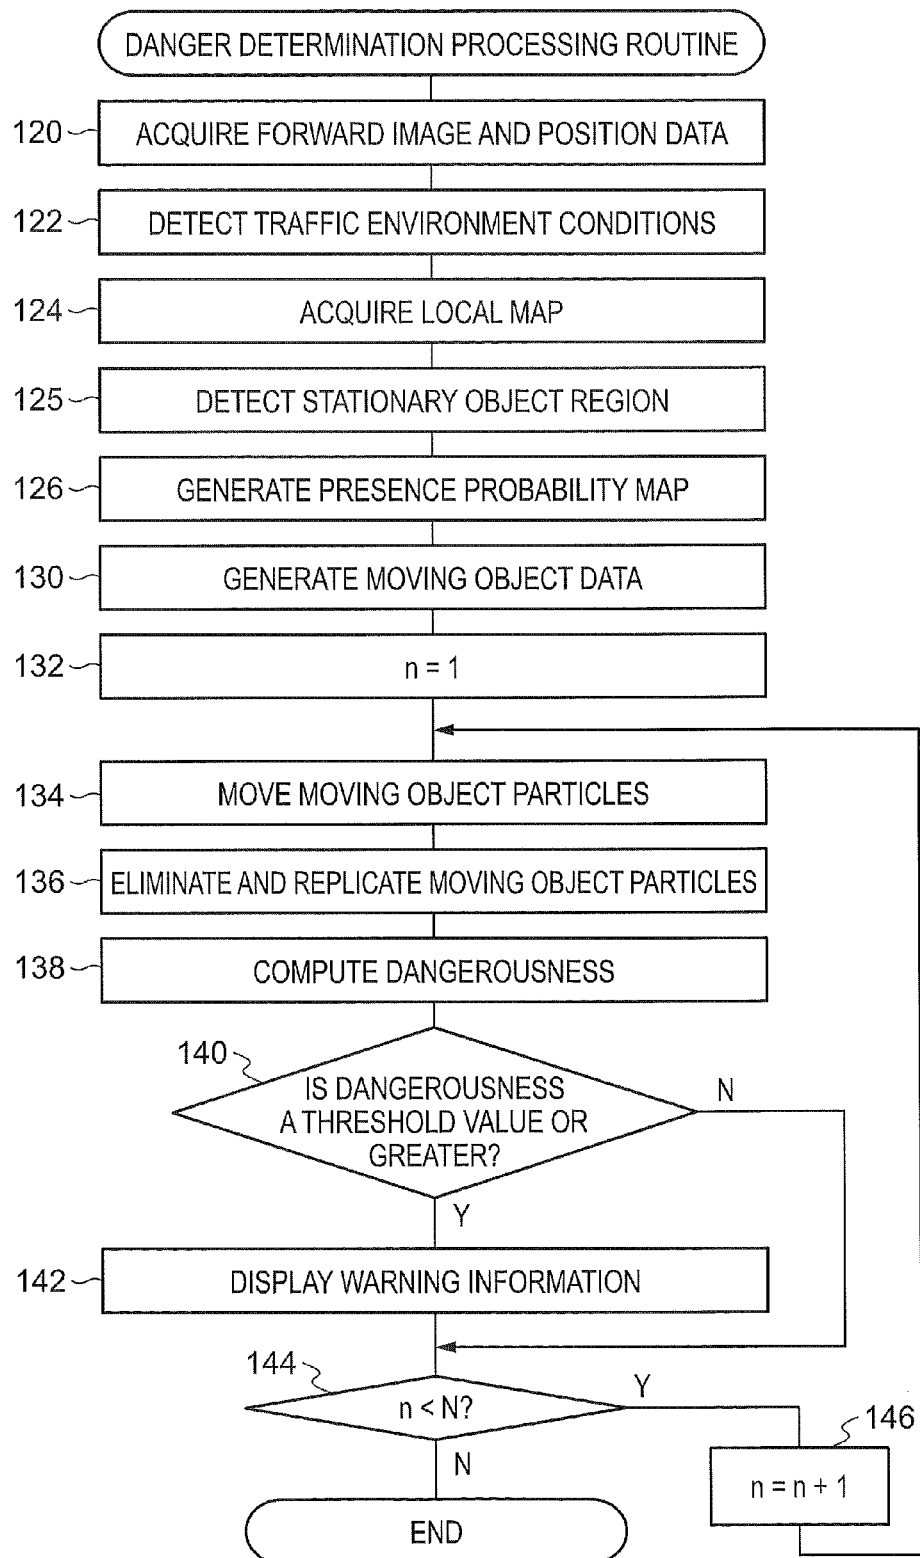 DANGER DETERMINATION PROCESSING ROUTINE
120 ACQUIRE FORWARD IMAGE AND POSITION DATA
122 DETECT TRAFFIC ENVIRONMENT CONDITIONS
124 ACQUIRE LOCAL MAP
125 DETECT STATIONARY OBJECT REGION
126 GENERATE PRESENCE PROBABILITY MAP
130 GENERATE MOVING OBJECT DATA
132 n = 1
134 MOVE MOVING OBJECT PARTICLES
136 ELIMINATE AND REPLICATE MOVING OBJECT PARTICLES
138 COMPUTE DANGEROUSNESS
140
IS DANGEROUSNESS
A THRESHOLD VALUE OR
GREATER?
N
Y
142 DISPLAY WARNING INFORMATION
144
n < N?
Y
146
n = n + 1
N
END